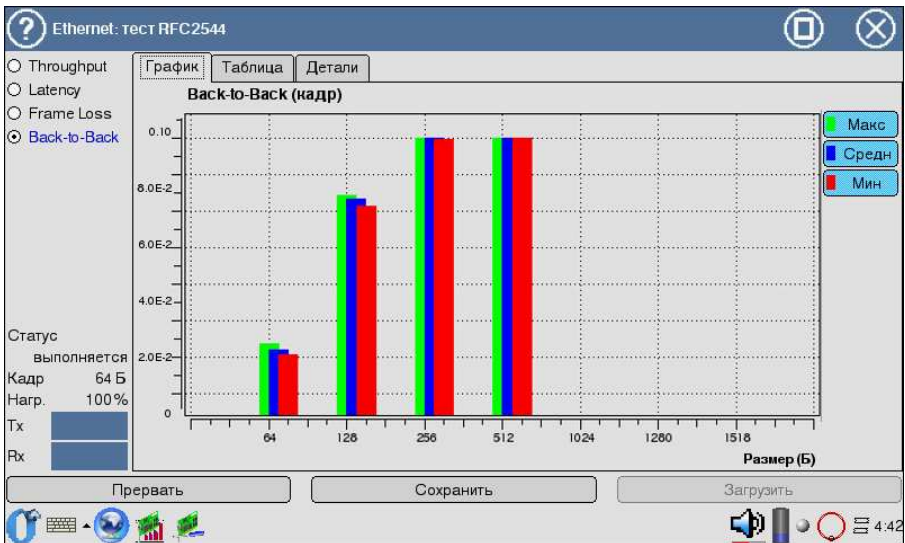 Ethernet: тест RFC2544
Throughput
Latency
Frame Loss
Back-to-Back
График Таблица Детали
Back-to-Back (кадр)
0.10
8.0E-2
6.0E-2
4.0E-2
2.0E-2
0
64 128 256 512 1024 1280 1518
Размер (Б)
Макс
Средн
Мин
Статус
выполняется
Кадр 64 Б
Нагр. 100%
Tx
Rx
Прервать Сохранить Загрузить
4:42